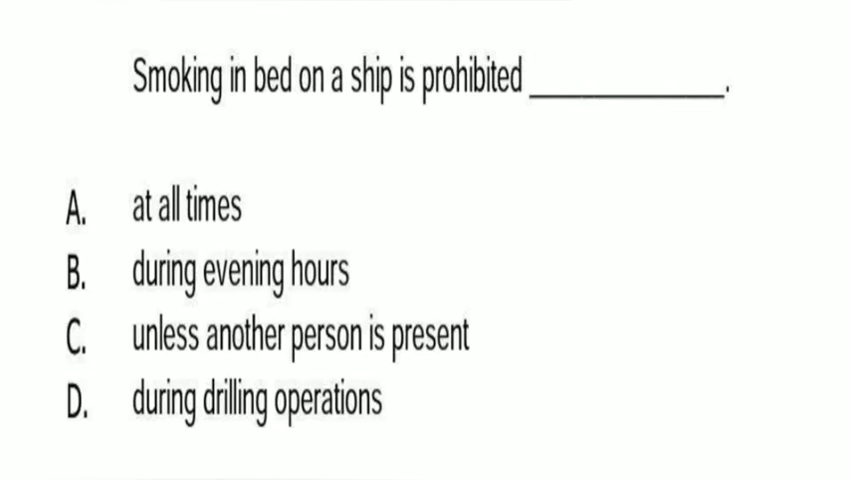 Smoking in bed on a ship is prohibited ______________.
A. at all times
B. during evening hours
C. unless another person is present
D. during drilling operations